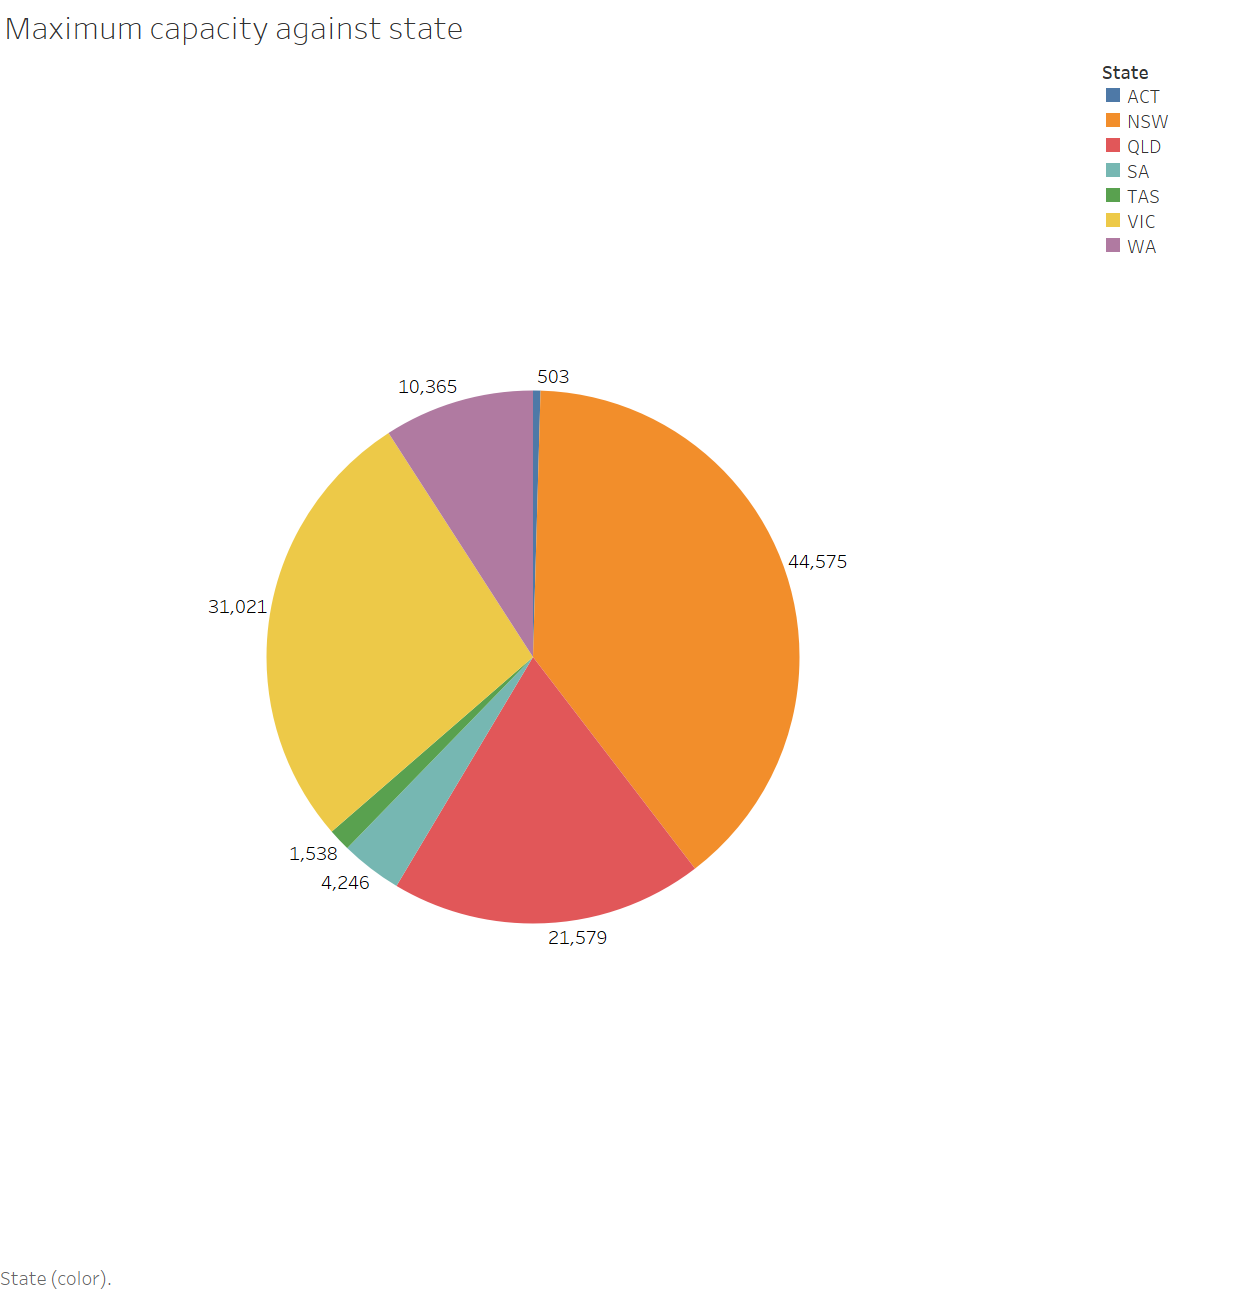 Maximum capacity against state
State
ACT
NSW
QLD
SA
TAS
VIC
WA
503
10,365
44,575
31,021
1,538
4,246
21,579
State (color).